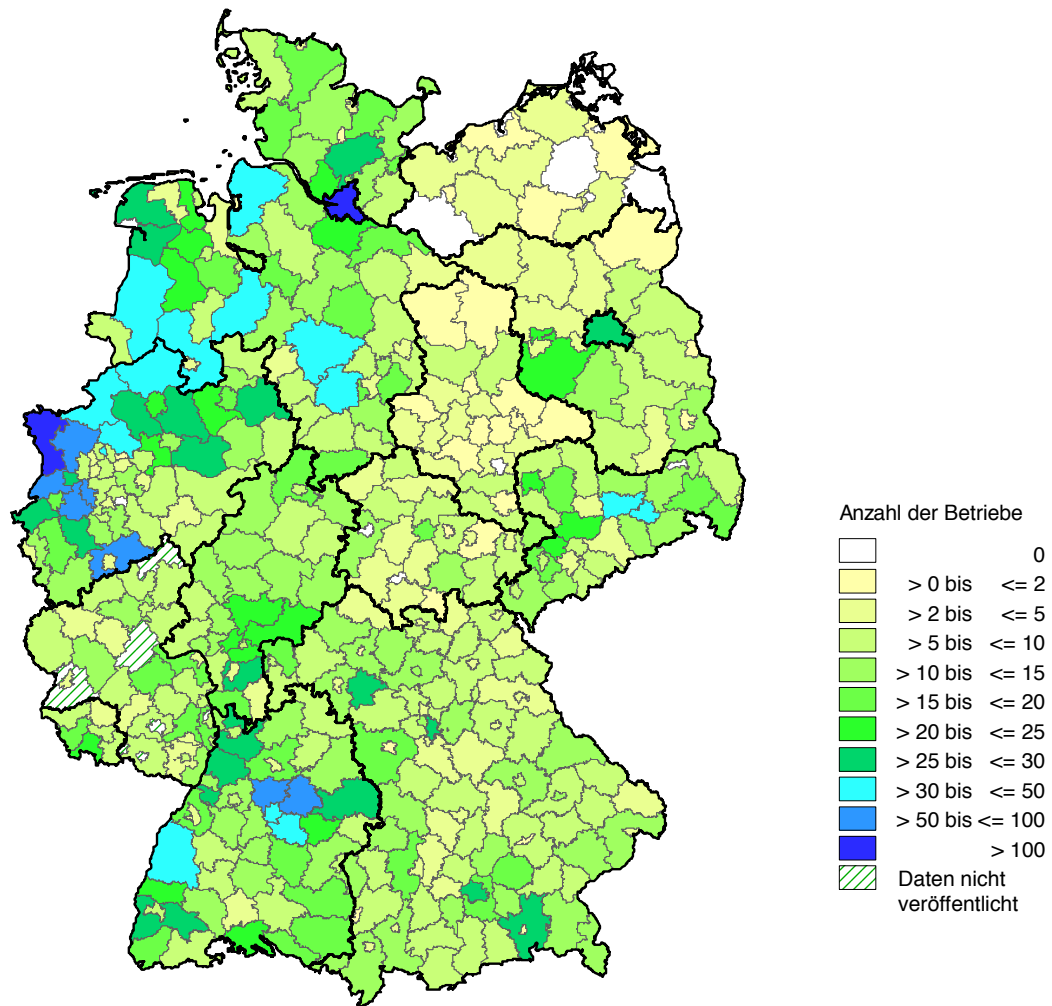 Anzahl der Betriebe
0
> 0 bis <= 2
> 2 bis <= 5
> 5 bis <= 10
> 10 bis <= 15
> 15 bis <= 20
> 20 bis <= 25
> 25 bis <= 30
> 30 bis <= 50
> 50 bis <= 100
> 100
Daten nicht
veröffentlicht